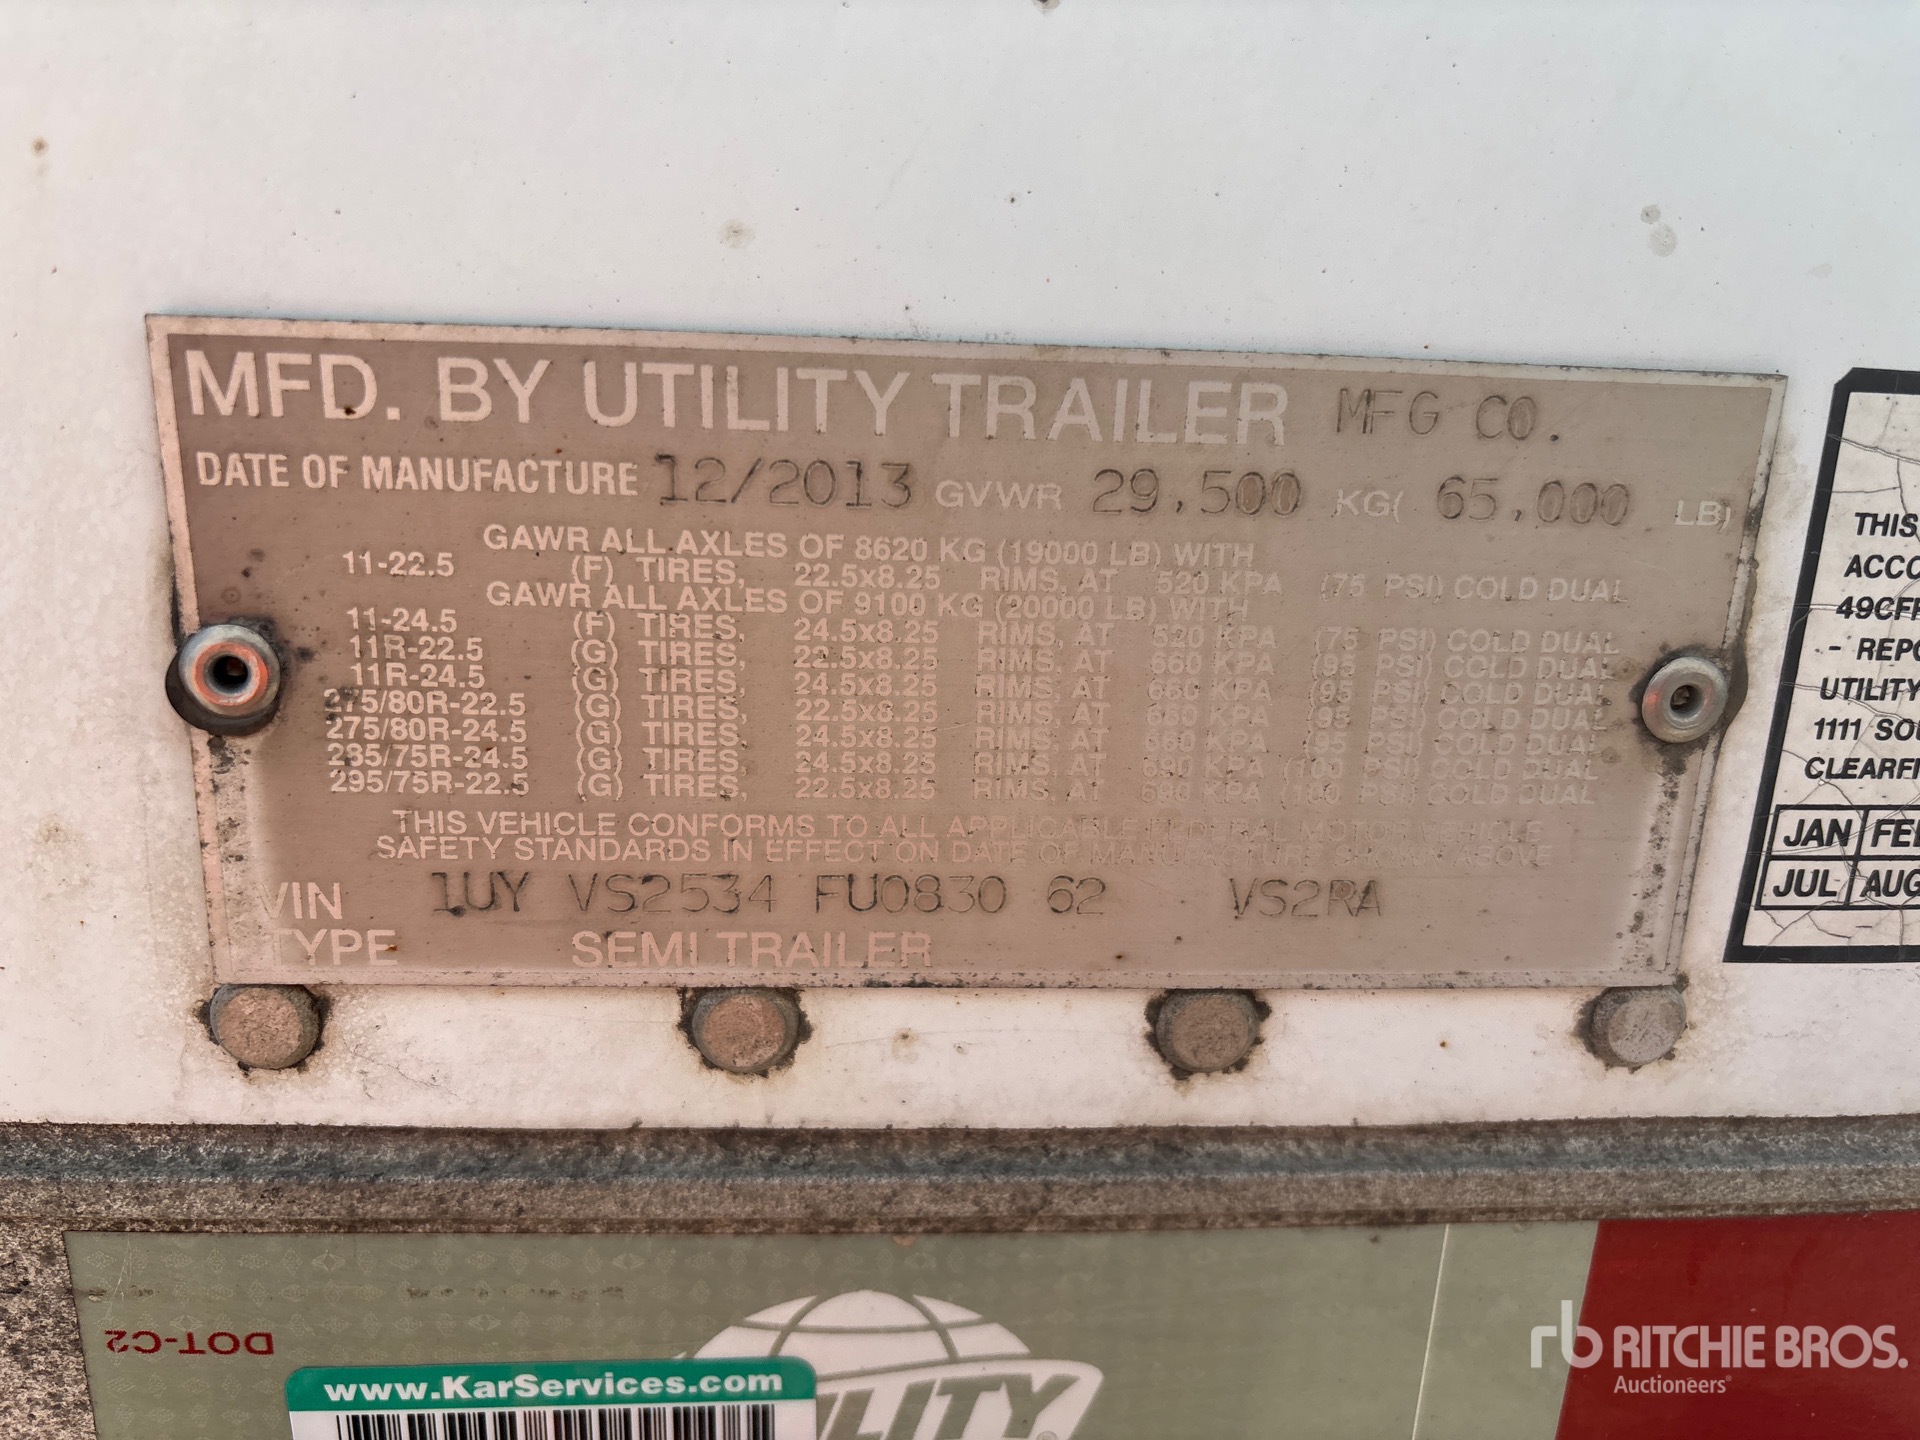 MFD. BY UTILITY TRAILER MFG CO.
DATE OF MANUFACTURE 12/2013 GVWR 29,500 KG( 65,000 LB)
GAWR ALL AXLES OF 8620 KG (19000 LB) WITH
11-22.5 (F) TIRES, 22.5x8.25 RIMS, AT 520 KPA (75 PSI) COLD DUAL
GAWR ALL AXLES OF 9100 KG (20000 LB) WITH
11-24.5 (F) TIRES, 24.5x8.25 RIMS, AT 520 KPA (75 PSI) COLD DUAL
11R-22.5 (G) TIRES, 22.5x8.25 RIMS, AT 660 KPA (95 PSI) COLD DUAL
11R-24.5 (G) TIRES, 24.5x8.25 RIMS, AT 660 KPA (95 PSI) COLD DUAL
275/80R-22.5 (G) TIRES, 22.5x8.25 RIMS, AT 660 KPA (95 PSI) COLD DUAL
275/80R-24.5 (G) TIRES, 24.5x8.25 RIMS, AT 660 KPA (95 PSI) COLD DUAL
285/75R-24.5 (G) TIRES, 24.5x8.25 RIMS, AT 690 KPA (100 PSI) COLD DUAL
295/75R-22.5 (G) TIRES, 22.5x8.25 RIMS, AT 690 KPA (100 PSI) COLD DUAL
THIS VEHICLE CONFORMS TO ALL APPLICABLE FEDERAL MOTOR VEHICLE
SAFETY STANDARDS IN EFFECT ON DATE OF MANUFACTURE SHOWN ABOVE
VIN 1UY VS2534 FU0830 62 VS2RA
TYPE SEMI TRAILER
THIS
ACCO
49CFR
- REPO
UTILITY
1111 SOU
CLEARFI
JAN FEB
JUL AUG
DOT-C2
www.KarServices.com
ILITY
rb RITCHIE BROS.
Auctioneers